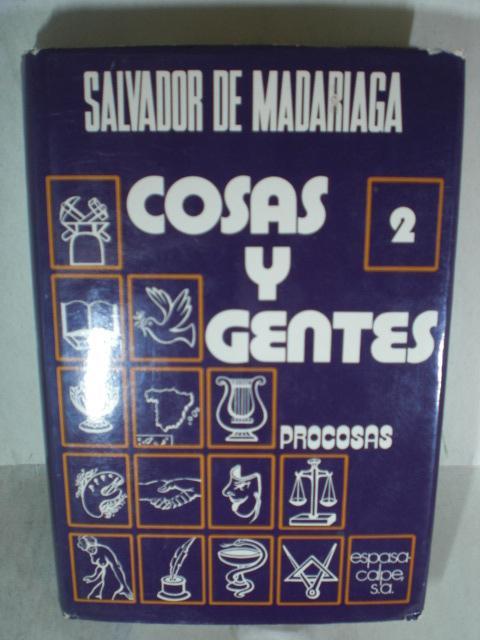 SALVADOR DE MADARIAGA
COSAS
2
Y
GENTES
PROCOSAS
espasa-
calpe,
s.a.